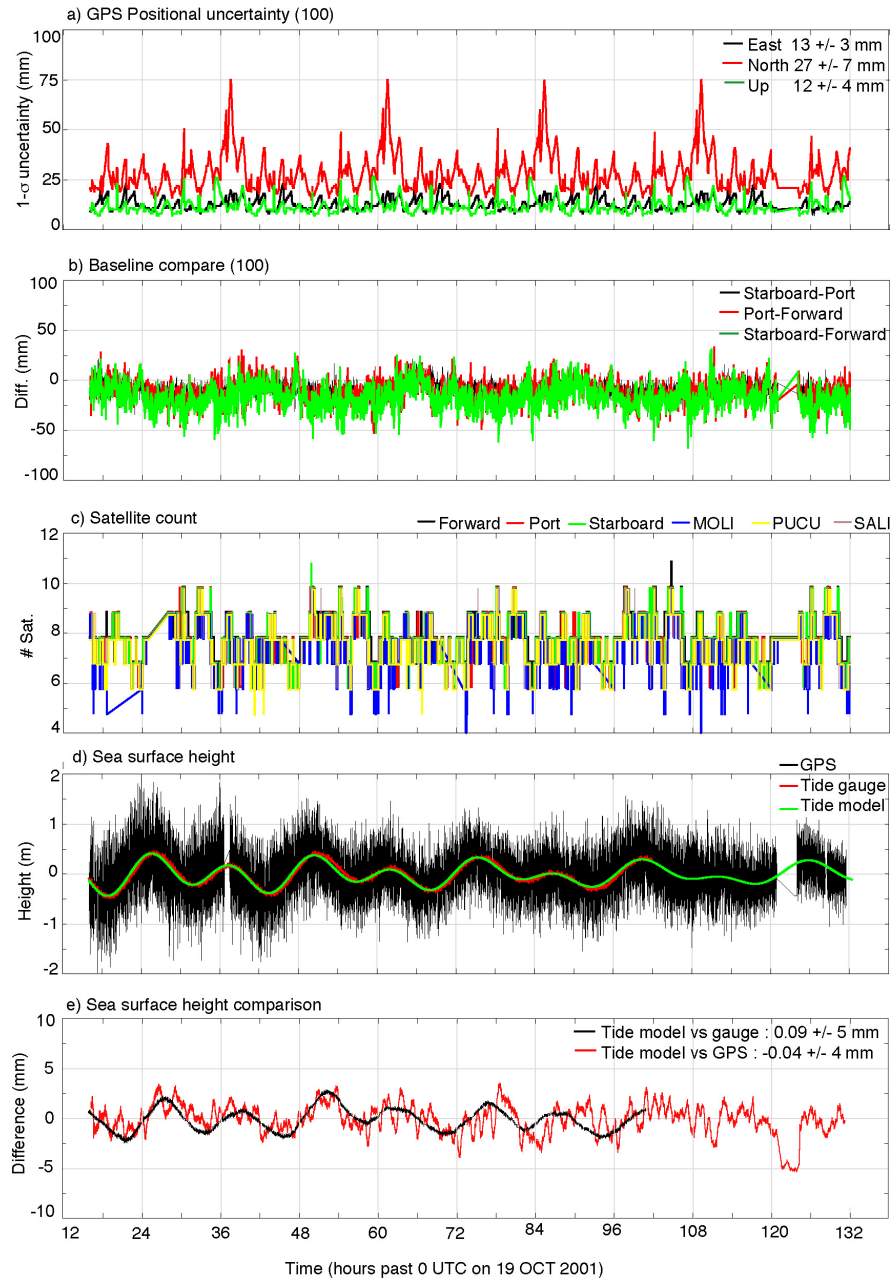 a) GPS Positional uncertainty (100)
100
75
50
25
0
1-σ uncertainty (mm)
East 13 +/- 3 mm
North 27 +/- 7 mm
Up 12 +/- 4 mm
b) Baseline compare (100)
100
50
0
-50
-100
Diff. (mm)
Starboard-Port
Port-Forward
Starboard-Forward
c) Satellite count
Forward Port Starboard MOLI PUCU SALI
12
10
8
6
4
# Sat.
d) Sea surface height
2
1
0
-1
-2
Height (m)
GPS
Tide gauge
Tide model
e) Sea surface height comparison
10
5
0
-5
-10
Difference (mm)
Tide model vs gauge : 0.09 +/- 5 mm
Tide model vs GPS : -0.04 +/- 4 mm
12 24 36 48 60 72 84 96 108 120 132
Time (hours past 0 UTC on 19 OCT 2001)